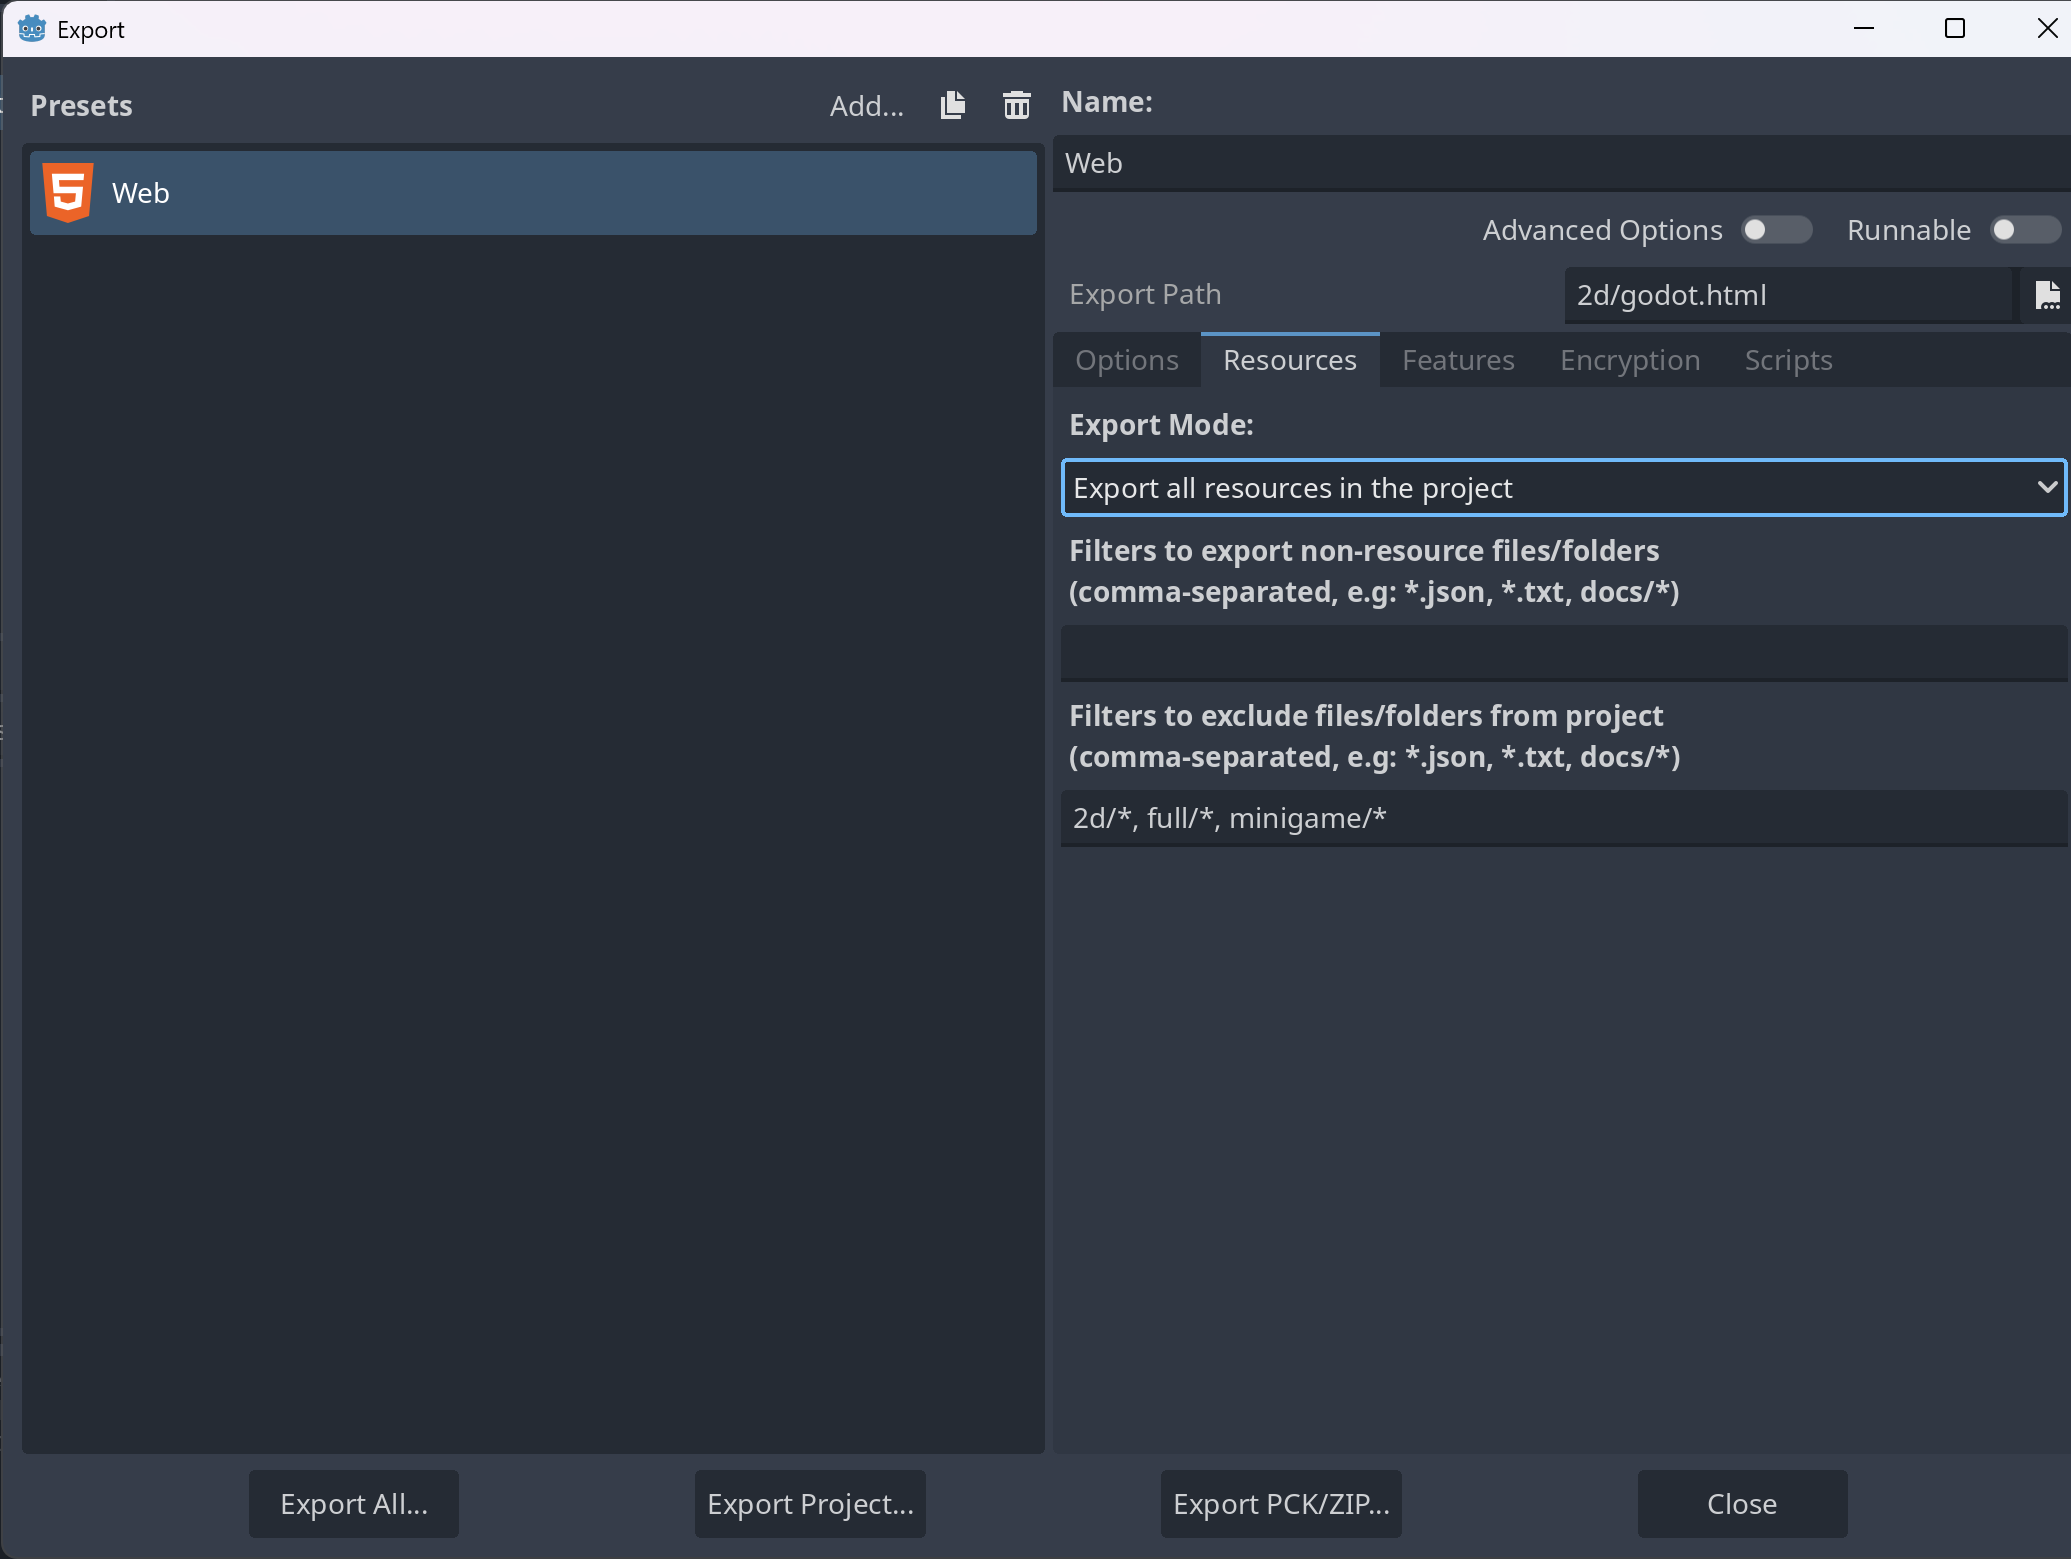 Export
Presets
Add...
Web
Name:
Web
Advanced Options
Runnable
Export Path
2d/godot.html
Options
Resources
Features
Encryption
Scripts
Export Mode:
Export all resources in the project
Filters to export non-resource files/folders
(comma-separated, e.g: *.json, *.txt, docs/*)
Filters to exclude files/folders from project
(comma-separated, e.g: *.json, *.txt, docs/*)
2d/*, full/*, minigame/*
Export All...
Export Project...
Export PCK/ZIP...
Close